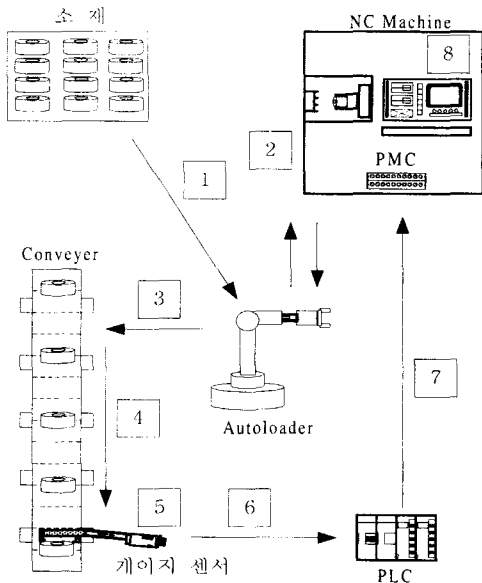 소 재
NC Machine
8
2
PMC
1
Conveyer
3
7
4
Autoloader
5
6
게이지 센서
PLC